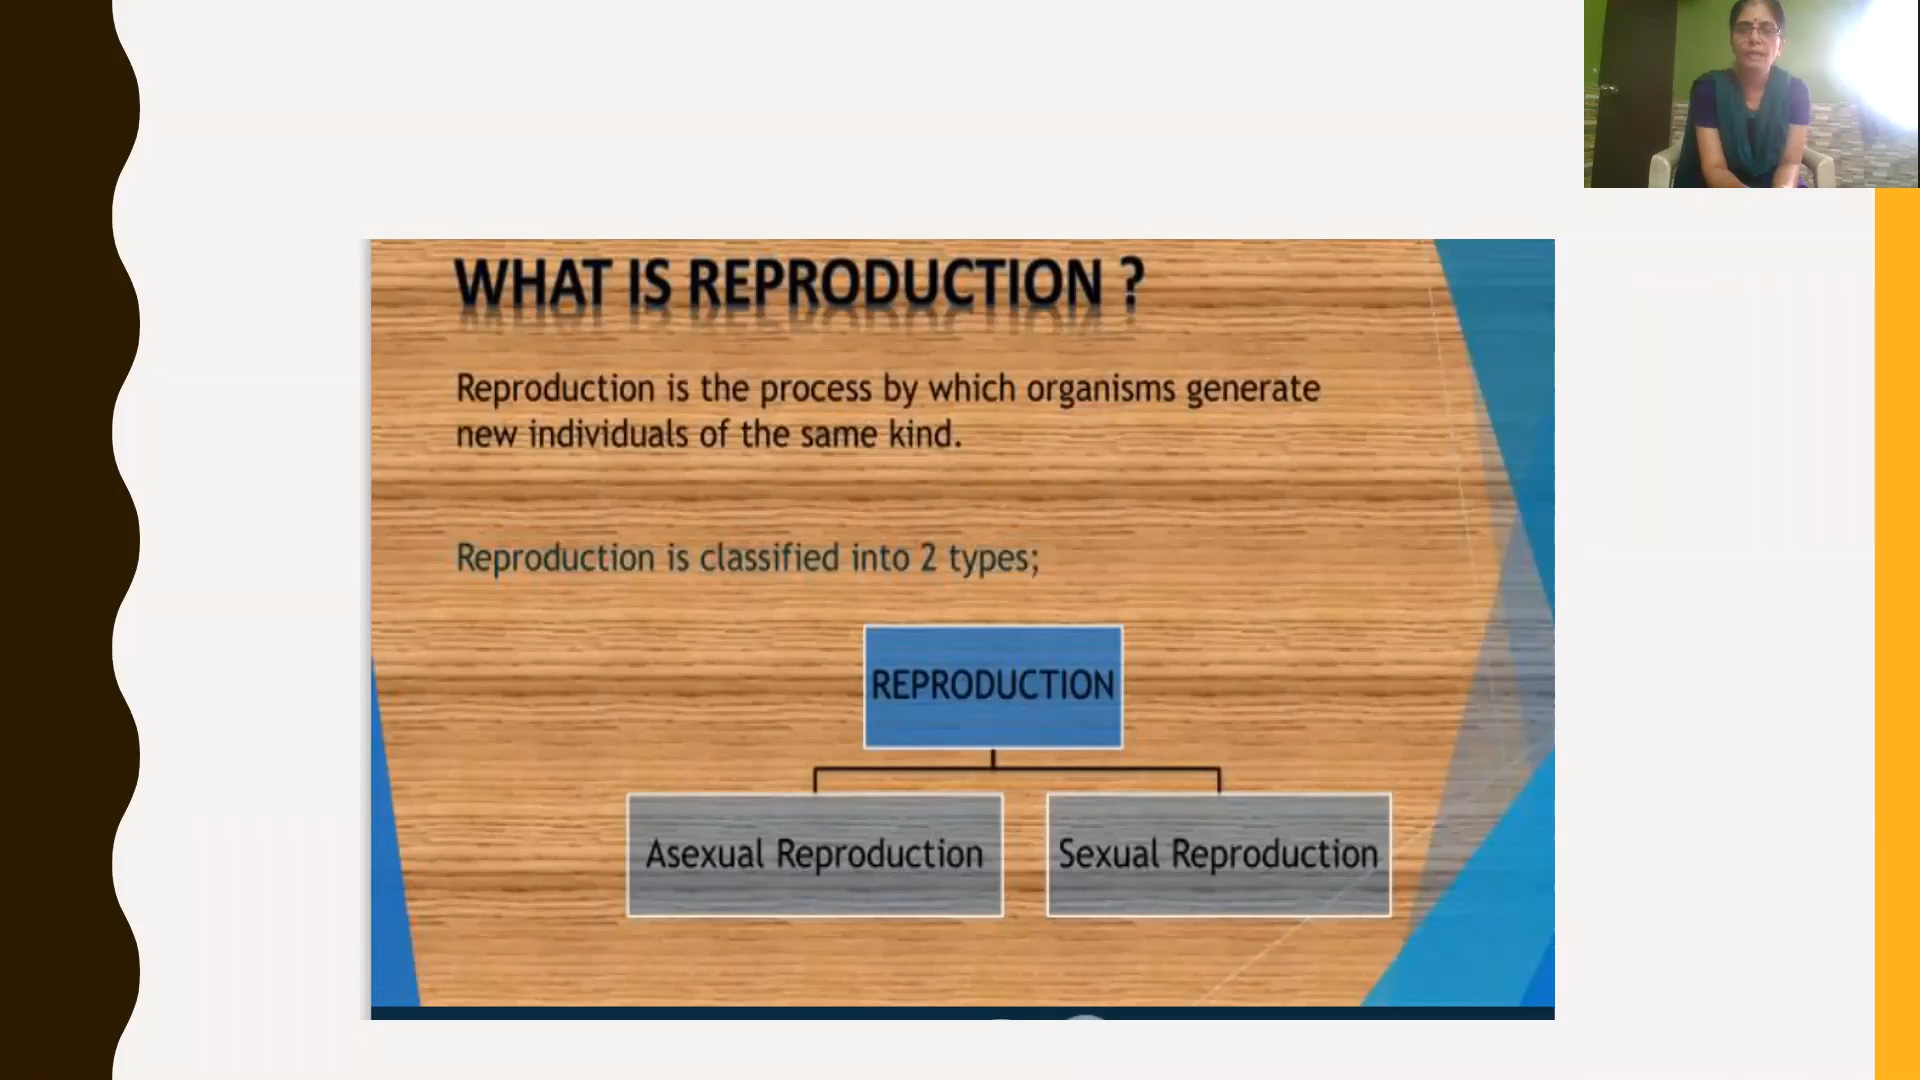 WHAT IS REPRODUCTION ?
Reproduction is the process by which organisms generate
new individuals of the same kind.
Reproduction is classified into 2 types;
REPRODUCTION
Asexual Reproduction
Sexual Reproduction